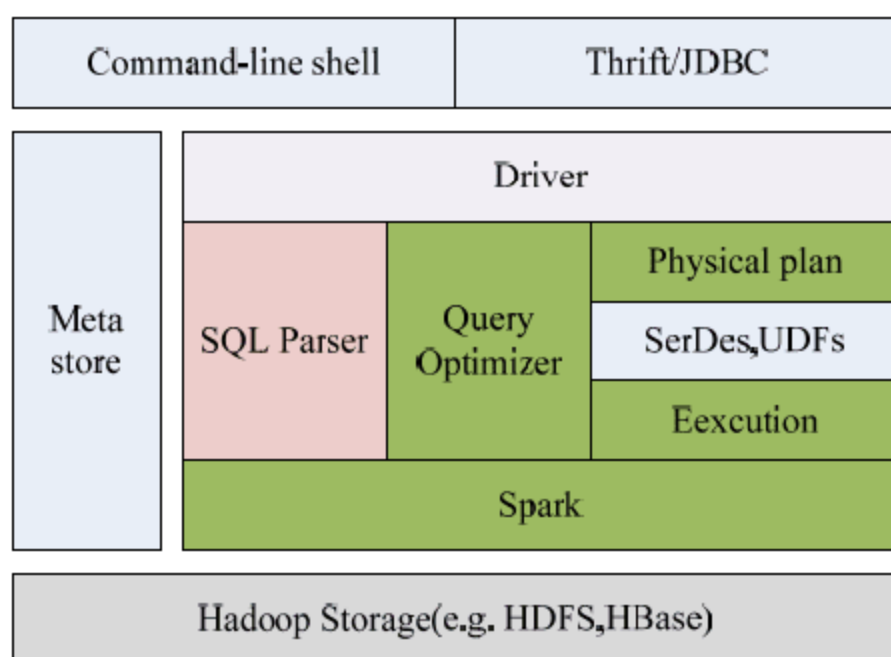 Command-line shell
Thrift/JDBC
Driver
Meta
store
SQL Parser
Query
Optimizer
Physical plan
SerDes,UDFs
Eexcution
Spark
Hadoop Storage(e.g. HDFS,HBase)